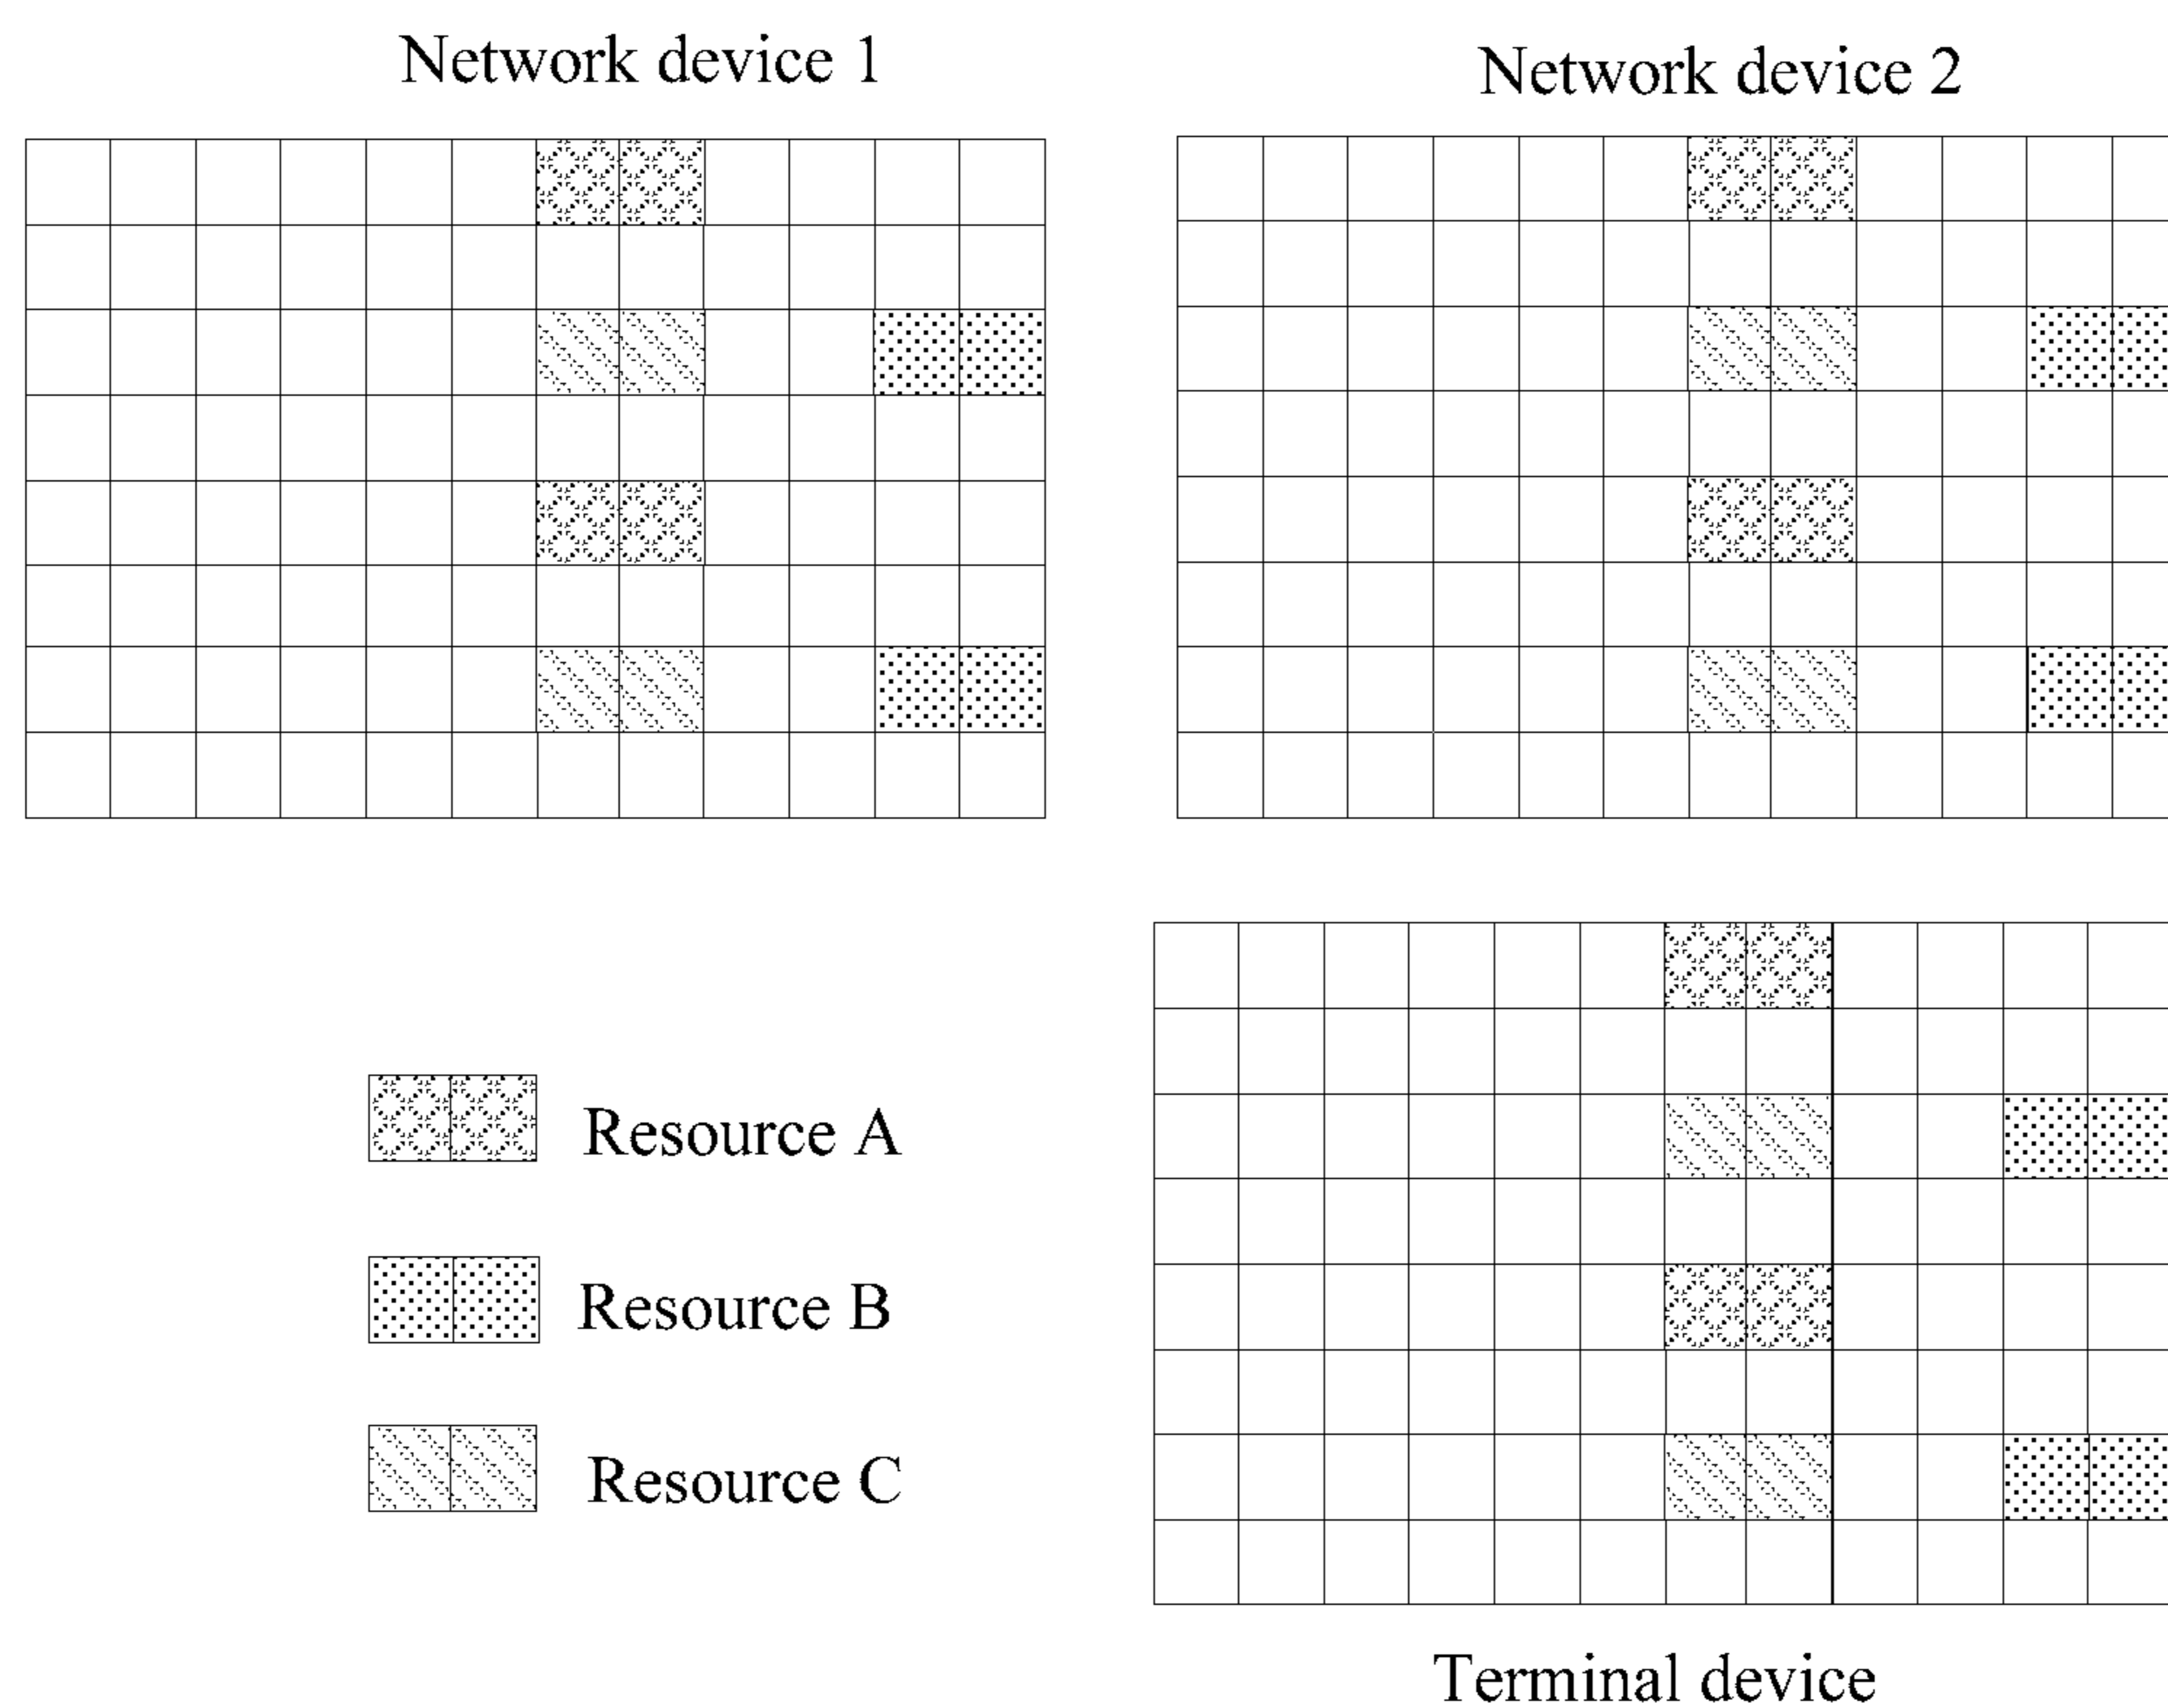 Network device 1
Network device 2
Resource A
Resource B
Resource C
Terminal device